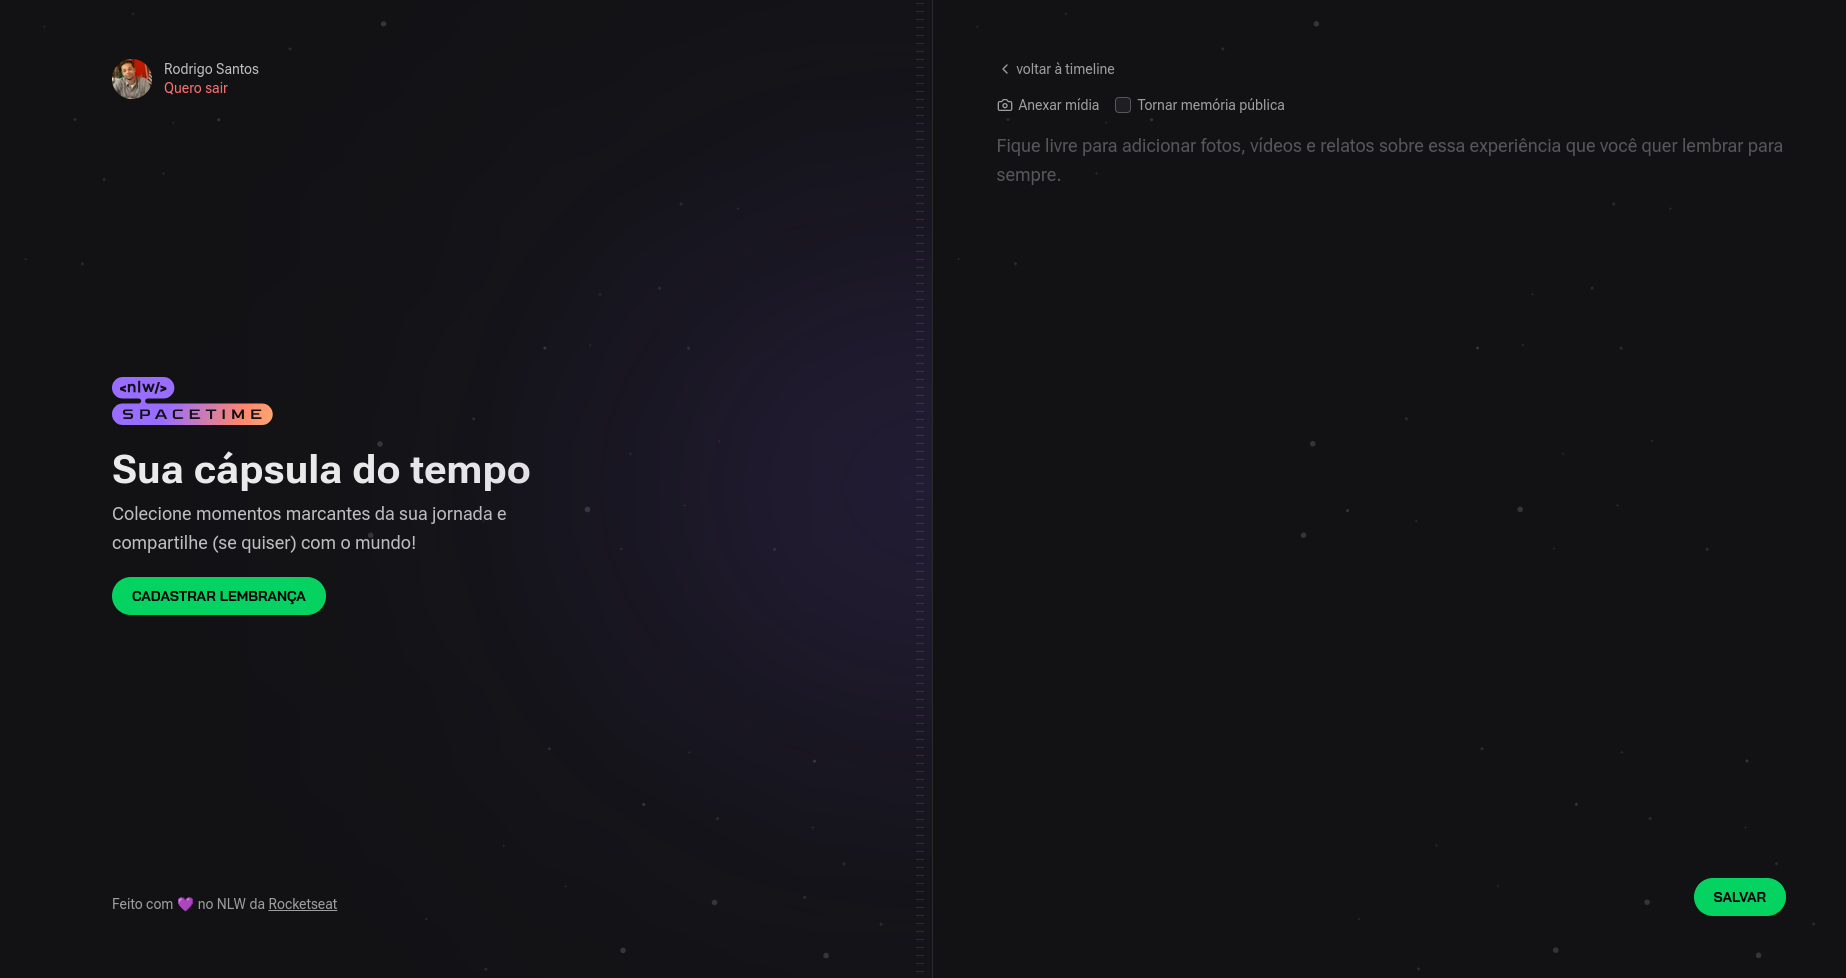 Rodrigo Santos
Quero sair
<nlw/>
SPACETIME
Sua cápsula do tempo
Colecione momentos marcantes da sua jornada e
compartilhe (se quiser) com o mundo!
CADASTRAR LEMBRANÇA
Feito com 💜 no NLW da Rocketseat
voltar à timeline
Anexar mídia
Tornar memória pública
Fique livre para adicionar fotos, vídeos e relatos sobre essa experiência que você quer lembrar para
sempre.
SALVAR